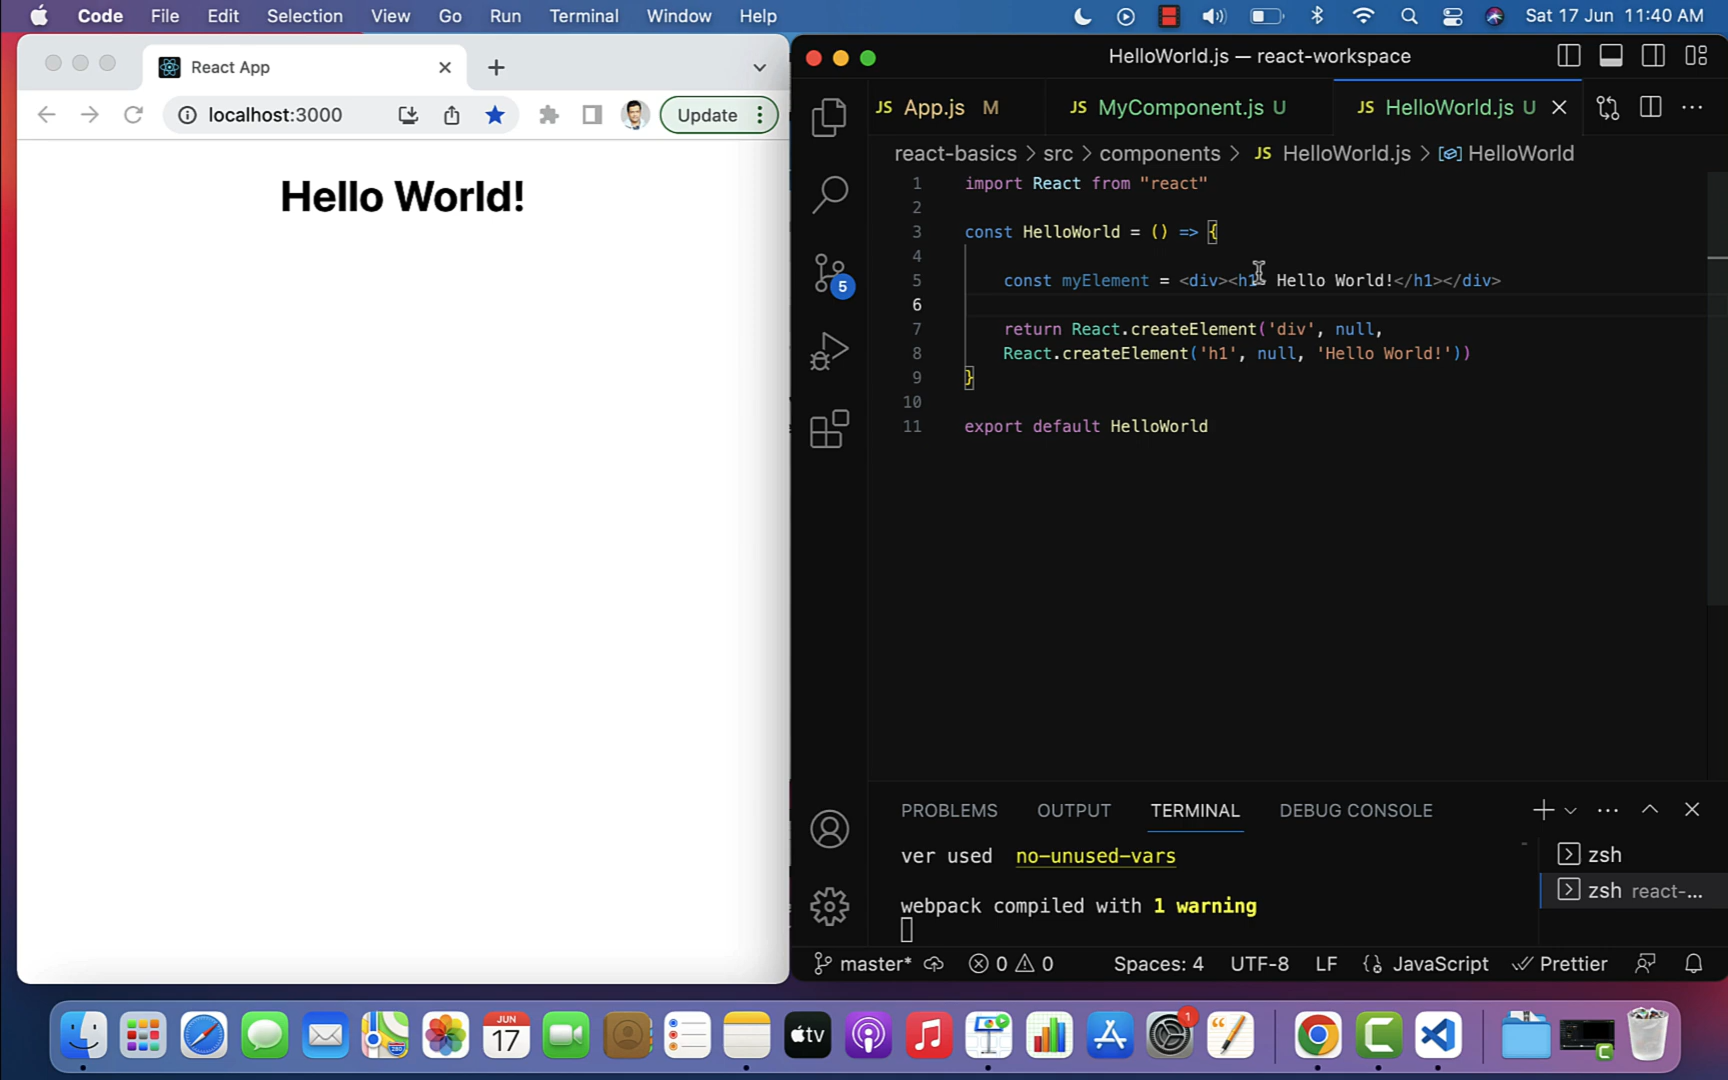 Code File Edit Selection View Go Run Terminal Window Help Sat 17 Jun 11:40 AM
React App
localhost:3000 Update
Hello World!
HelloWorld.js — react-workspace
JS App.js M JS MyComponent.js U JS HelloWorld.js U
react-basics > src > components > JS HelloWorld.js > HelloWorld
1 import React from "react"
2
3 const HelloWorld = () => {
4
5 const myElement = <div><h1> Hello World!</h1></div>
6
7 return React.createElement('div', null,
8 React.createElement('h1', null, 'Hello World!'))
9 }
10
11 export default HelloWorld
5
PROBLEMS OUTPUT TERMINAL DEBUG CONSOLE
ver used no-unused-vars
webpack compiled with 1 warning
zsh
zsh react-...
master* 0 0 Spaces: 4 UTF-8 LF JavaScript Prettier
JUN
17
tv
1